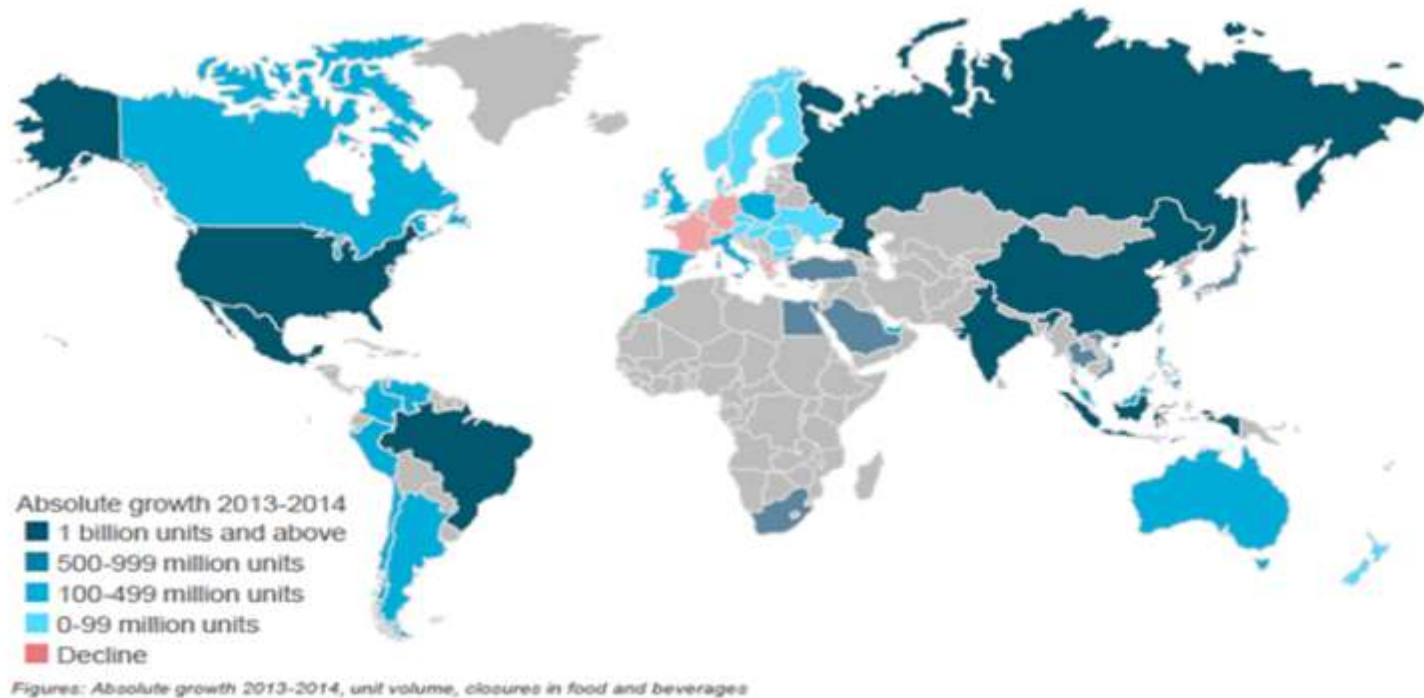 Absolute growth 2013-2014
1 billion units and above
500-999 million units
100-499 million units
0-99 million units
Decline
Figures: Absolute growth 2013-2014, unit volume, closures in food and beverages